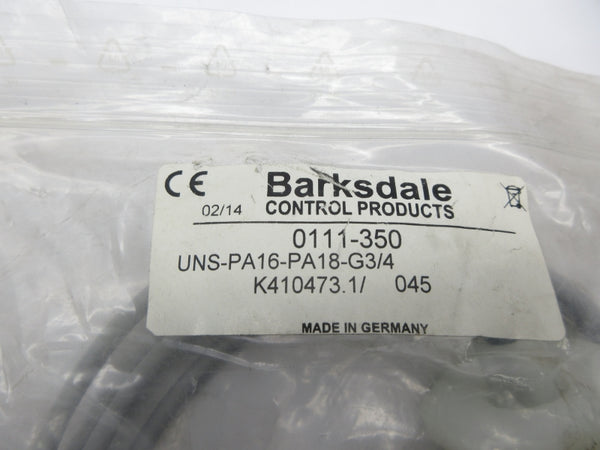 CE Barksdale
02/14 CONTROL PRODUCTS
0111-350
UNS-PA16-PA18-G3/4
K410473.1/ 045
MADE IN GERMANY